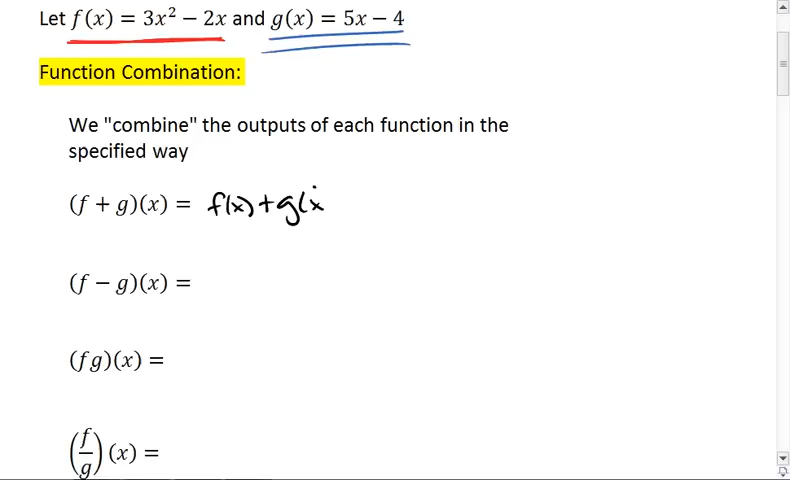 Let f(x) = 3x² − 2x and g(x) = 5x − 4
Function Combination:
We "combine" the outputs of each function in the
specified way
(f + g)(x) = f(x)+g(x
(f − g)(x) =
(fg)(x) =
(f/g)(x) =